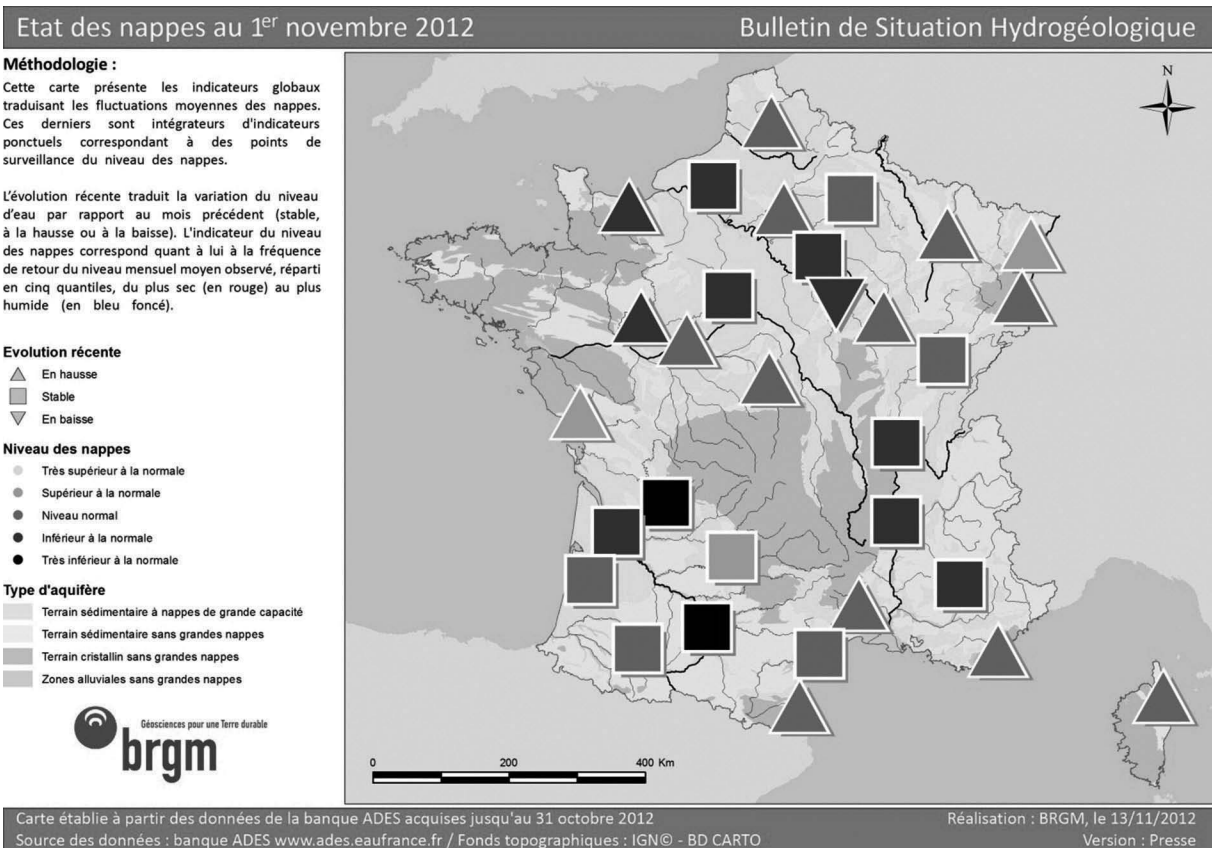 Etat des nappes au 1er novembre 2012
Bulletin de Situation Hydrogéologique
Méthodologie :
Cette carte présente les indicateurs globaux
traduisant les fluctuations moyennes des nappes.
Ces derniers sont intégrateurs d'indicateurs
ponctuels correspondant à des points de
surveillance du niveau des nappes.
L'évolution récente traduit la variation du niveau
d'eau par rapport au mois précédent (stable,
à la hausse ou à la baisse). L'indicateur du niveau
des nappes correspond quant à lui à la fréquence
de retour du niveau mensuel moyen observé, réparti
en cinq quantiles, du plus sec (en rouge) au plus
humide (en bleu foncé).
Evolution récente
En hausse
Stable
En baisse
Niveau des nappes
Très supérieur à la normale
Supérieur à la normale
Niveau normal
Inférieur à la normale
Très inférieur à la normale
Type d'aquifère
Terrain sédimentaire à nappes de grande capacité
Terrain sédimentaire sans grandes nappes
Terrain cristallin sans grandes nappes
Zones alluviales sans grandes nappes
Géosciences pour une Terre durable
brgm
N
0 200 400 Km
Carte établie à partir des données de la banque ADES acquises jusqu'au 31 octobre 2012
Réalisation : BRGM, le 13/11/2012
Source des données : banque ADES www.ades.eaufrance.fr / Fonds topographiques : IGN© - BD CARTO
Version : Presse